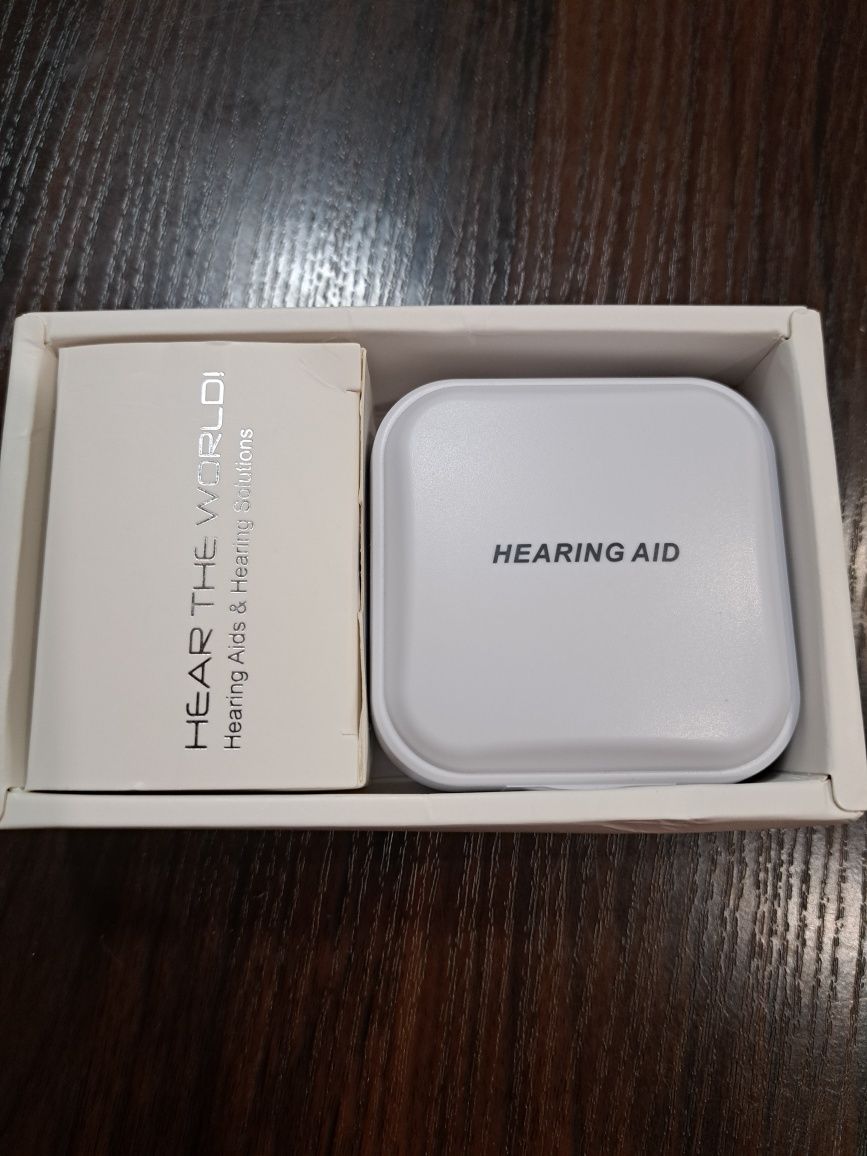 HEAR THE WORLD!
Hearing Aids & Hearing Solutions
HEARING AID